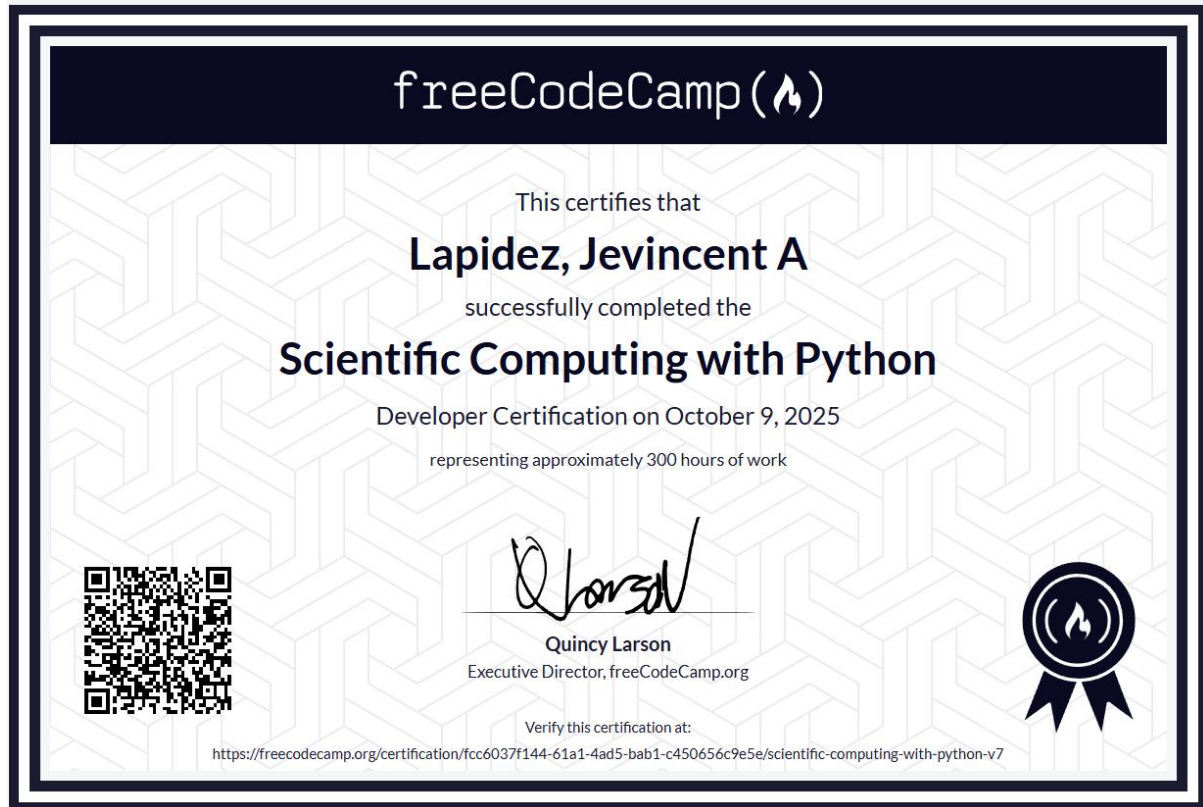 freeCodeCamp
This certifies that
Lapidez, Jevincent A
successfully completed the
Scientific Computing with Python
Developer Certification on October 9, 2025
representing approximately 300 hours of work
Q Larson
Quincy Larson
Executive Director, freeCodeCamp.org
Verify this certification at:
https://freecodecamp.org/certification/fcc6037f144-61a1-4ad5-bab1-c450656c9e5e/scientific-computing-with-python-v7